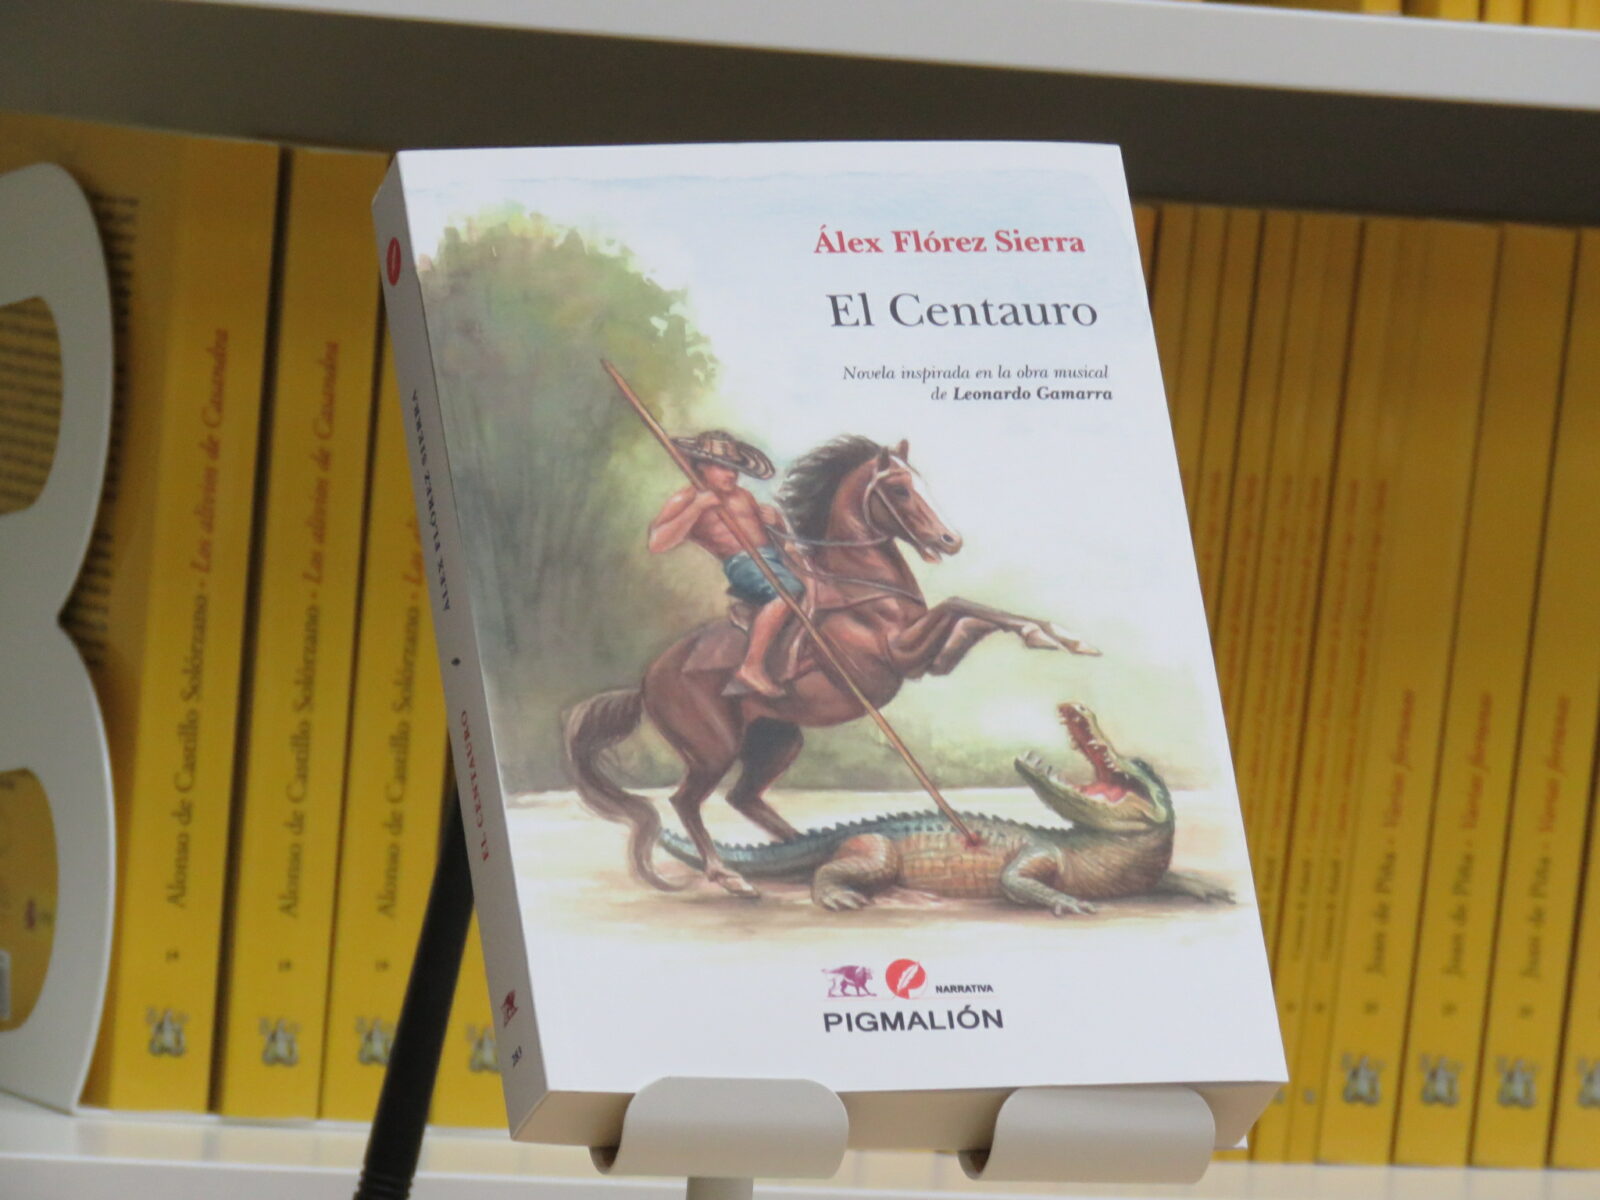 Álex Flórez Sierra
El Centauro
Novela inspirada en la obra musical
de Leonardo Gamarra
NARRATIVA
PIGMALIÓN
ÁLEX FLÓREZ SIERRA
EL CENTAURO
283
Alonso de Castillo Solórzano · Los alivios de Casandra
Alonso de Castillo Solórzano · Los alivios de Casandra
Alonso de Castillo Solórzano · Los
Juan de Piña · Varias fortunas
Juan de Piña · Varias fortunas
Juan de Piña · Varias fortunas